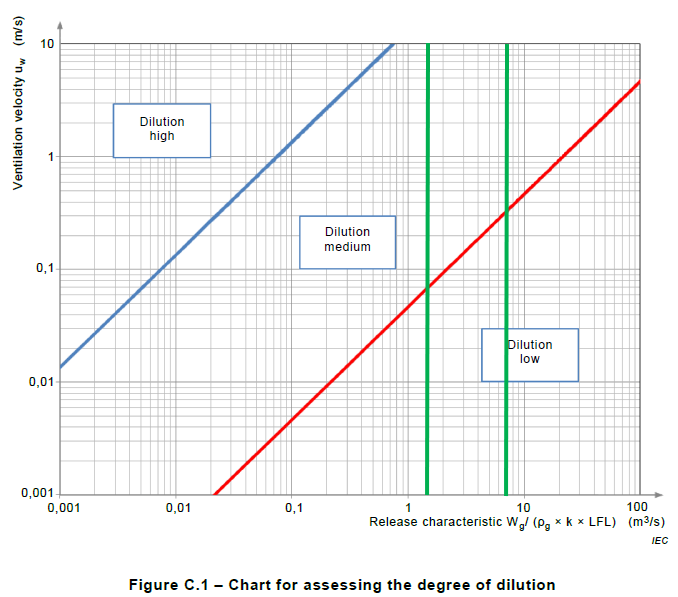 Ventilation velocity uw (m/s)
10
1
0,1
0,01
0,001
Dilution
high
Dilution
medium
Dilution
low
0,001 0,01 0,1 1 10 100
Release characteristic Wg/ (ρg × k × LFL) (m3/s)
IEC
Figure C.1 – Chart for assessing the degree of dilution